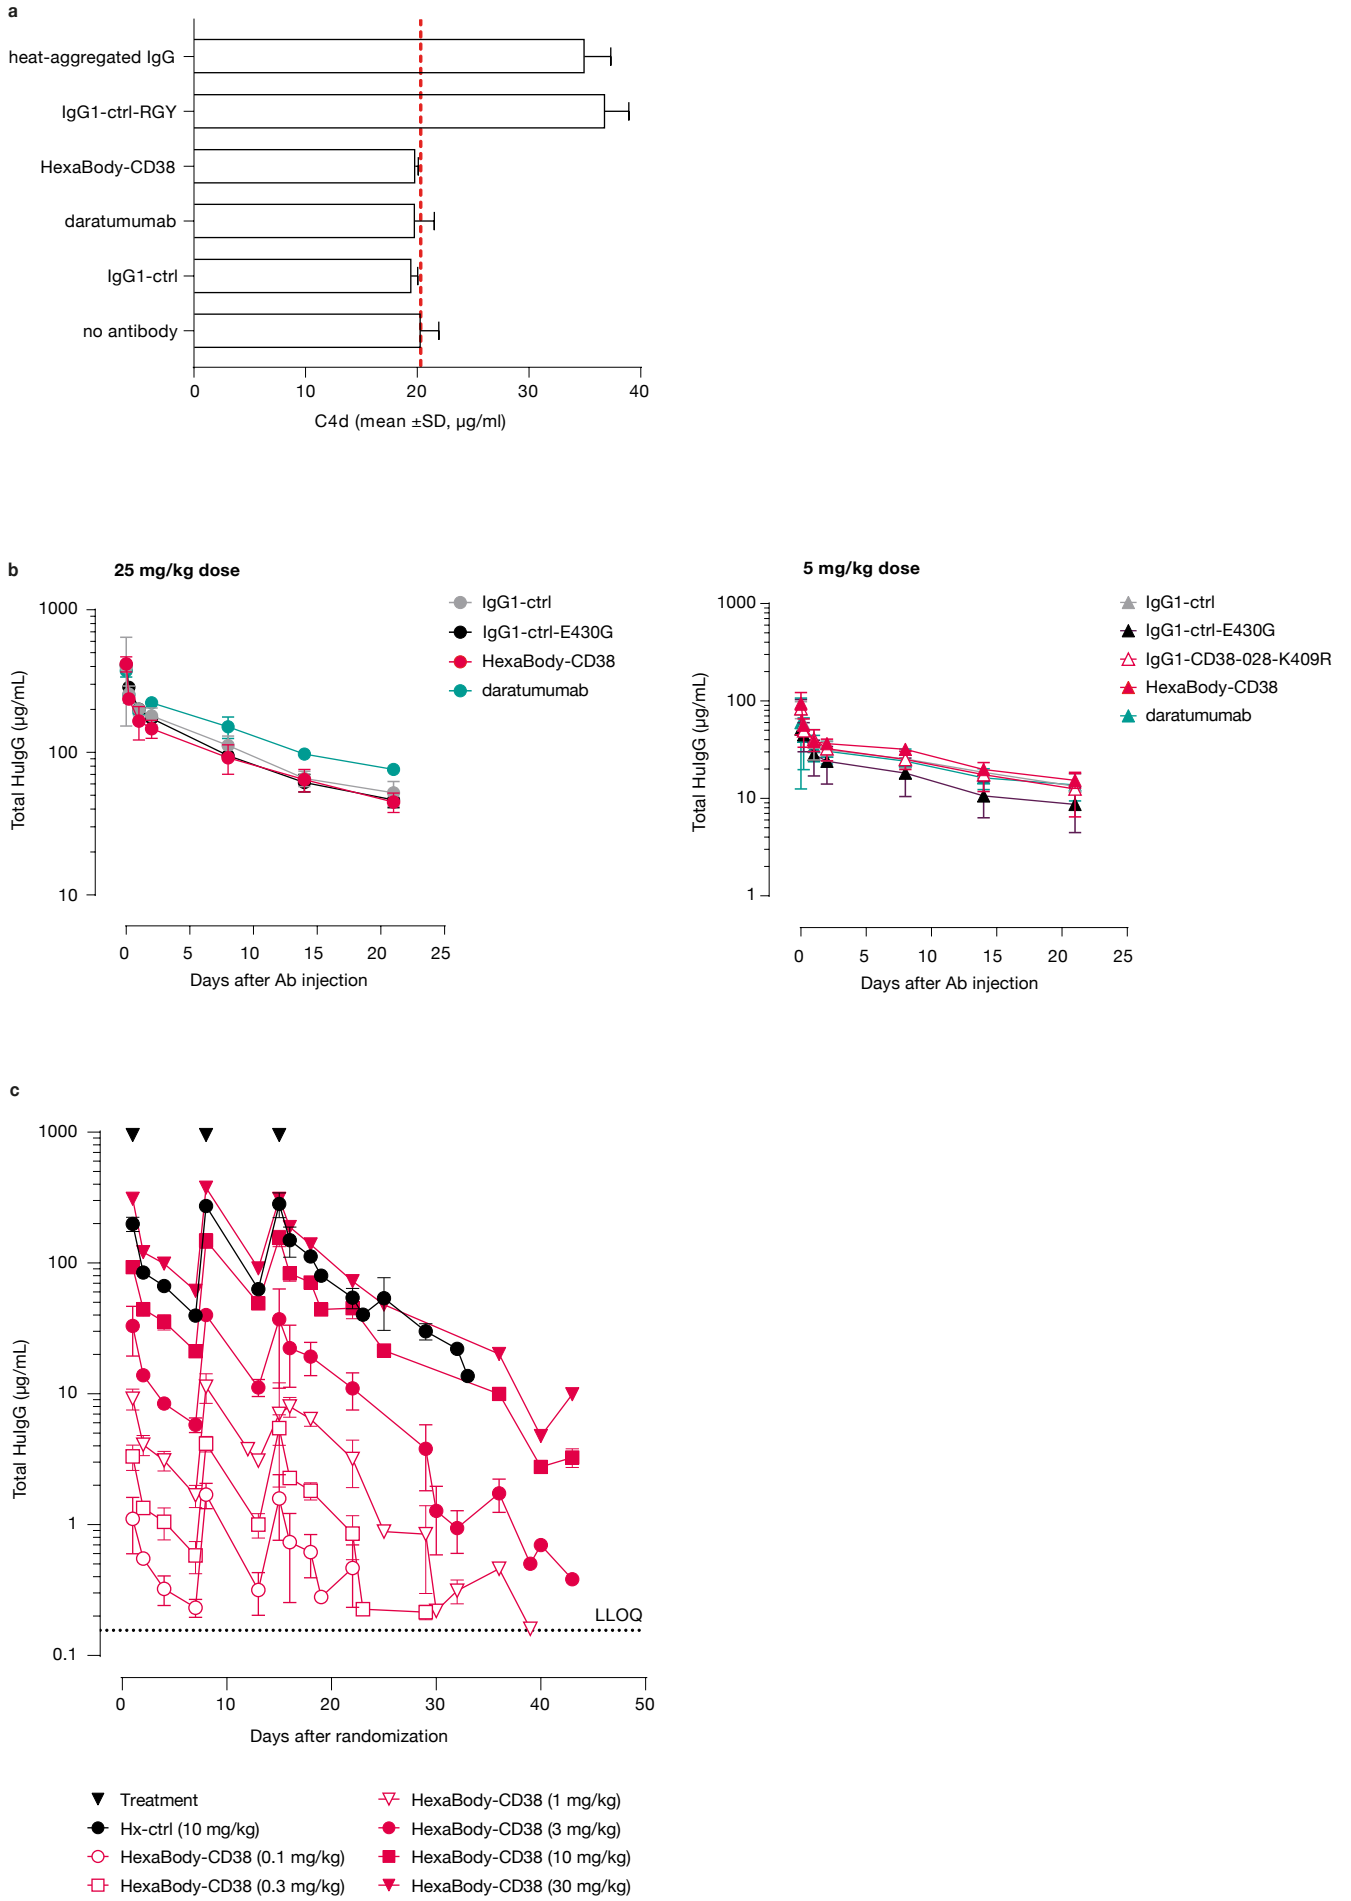 a
heat-aggregated IgG
IgG1-ctrl-RGY
HexaBody-CD38
daratumumab
IgG1-ctrl
no antibody
0 10 20 30 40
C4d (mean ±SD, µg/ml)
b
25 mg/kg dose
1000
100
10
Total HuIgG (µg/mL)
0 5 10 15 20 25
Days after Ab injection
IgG1-ctrl
IgG1-ctrl-E430G
HexaBody-CD38
daratumumab
5 mg/kg dose
1000
100
10
1
Total HuIgG (µg/mL)
0 5 10 15 20 25
Days after Ab injection
IgG1-ctrl
IgG1-ctrl-E430G
IgG1-CD38-028-K409R
HexaBody-CD38
daratumumab
c
1000
100
10
1
0.1
Total HuIgG (µg/mL)
LLOQ
0 10 20 30 40 50
Days after randomization
Treatment
Hx-ctrl (10 mg/kg)
HexaBody-CD38 (0.1 mg/kg)
HexaBody-CD38 (0.3 mg/kg)
HexaBody-CD38 (1 mg/kg)
HexaBody-CD38 (3 mg/kg)
HexaBody-CD38 (10 mg/kg)
HexaBody-CD38 (30 mg/kg)